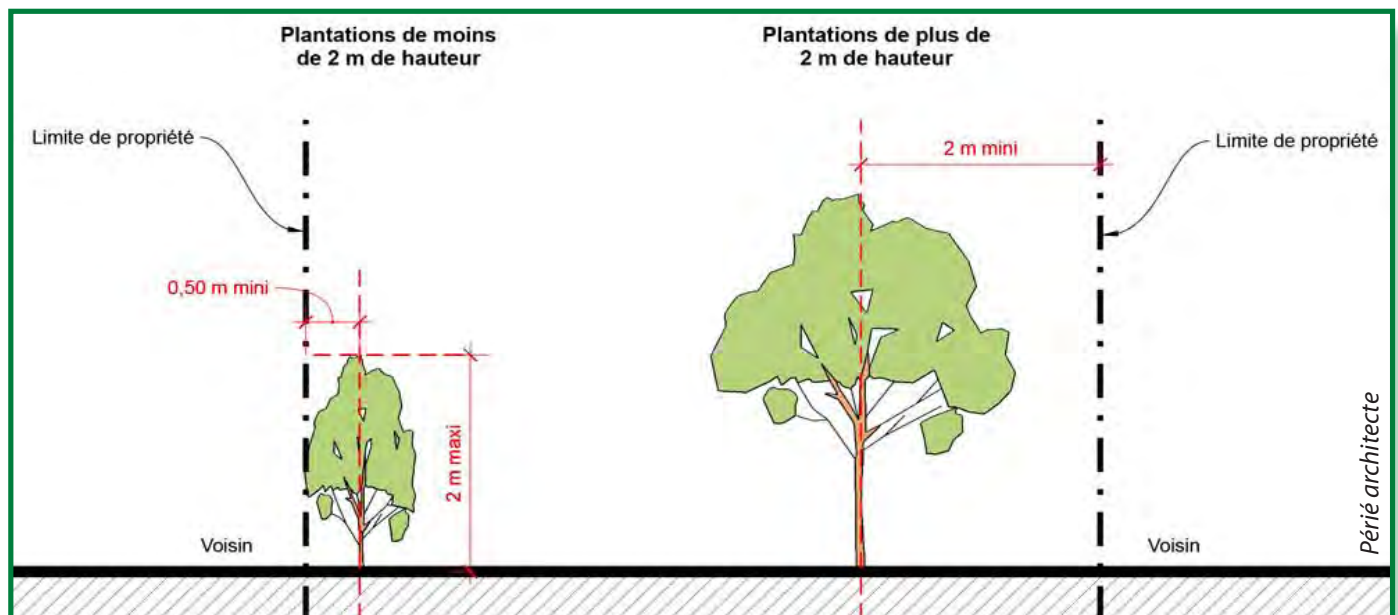 Plantations de moins
de 2 m de hauteur
Plantations de plus de
2 m de hauteur
Limite de propriété
2 m mini
Limite de propriété
0,50 m mini
2 m maxi
Voisin
Voisin
Périé architecte